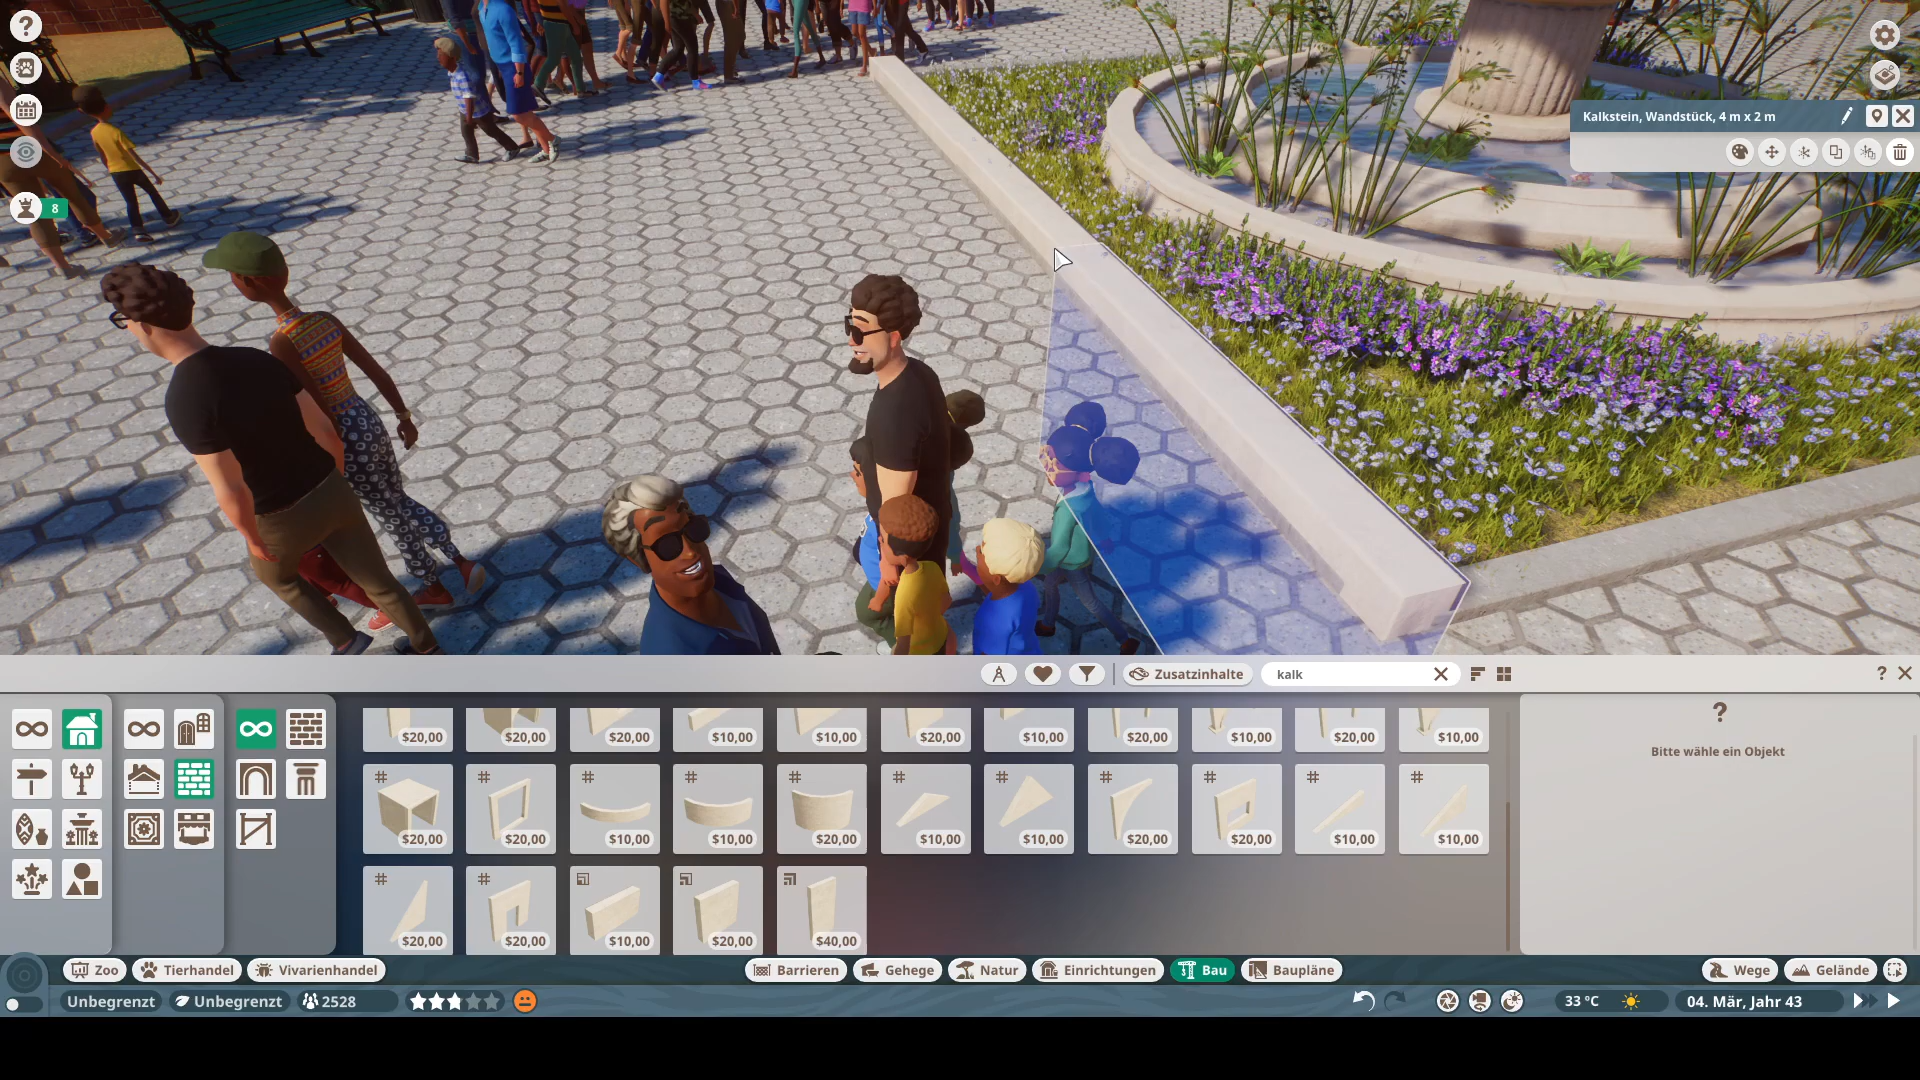 ?
8
Kalkstein, Wandstück, 4 m x 2 m
Zusatzinhalte
kalk
?
$20,00 $20,00 $20,00 $10,00 $10,00 $20,00 $10,00 $20,00 $10,00 $20,00 $10,00
?
Bitte wähle ein Objekt
$20,00 $20,00 $10,00 $10,00 $20,00 $10,00 $10,00 $20,00 $20,00 $10,00 $10,00
$20,00 $20,00 $10,00 $20,00 $40,00
Zoo Tierhandel Vivarienhandel Barrieren Gehege Natur Einrichtungen Bau Baupläne Wege Gelände
Unbegrenzt Unbegrenzt 2528 33 °C 04. Mär, Jahr 43